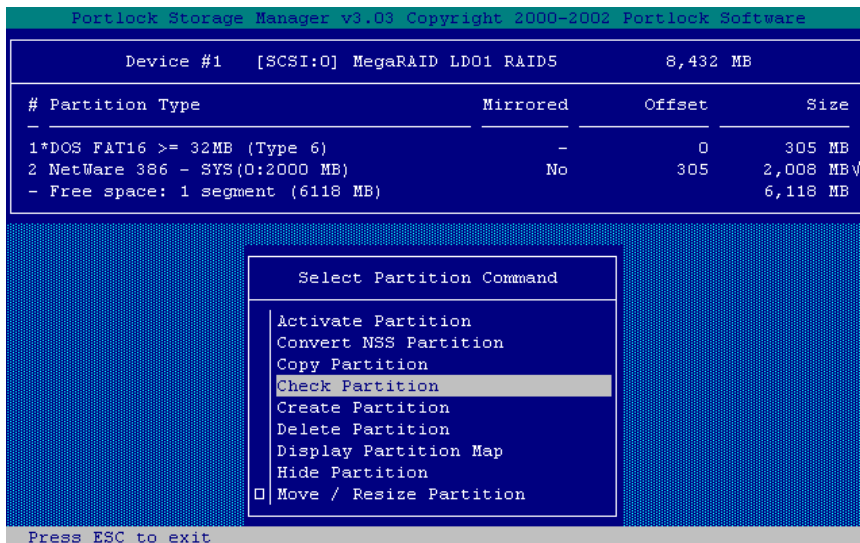 Portlock Storage Manager v3.03 Copyright 2000-2002 Portlock Software
Device #1 [SCSI:0] MegaRAID LDO1 RAID5 8,432 MB
# Partition Type Mirrored Offset Size
1*DOS FAT16 >= 32MB (Type 6) - 0 305 MB
2 NetWare 386 - SYS(0:2000 MB) No 305 2,008 MB√
- Free space: 1 segment (6118 MB) 6,118 MB
Select Partition Command
Activate Partition
Convert NSS Partition
Copy Partition
Check Partition
Create Partition
Delete Partition
Display Partition Map
Hide Partition
Move / Resize Partition
Press ESC to exit